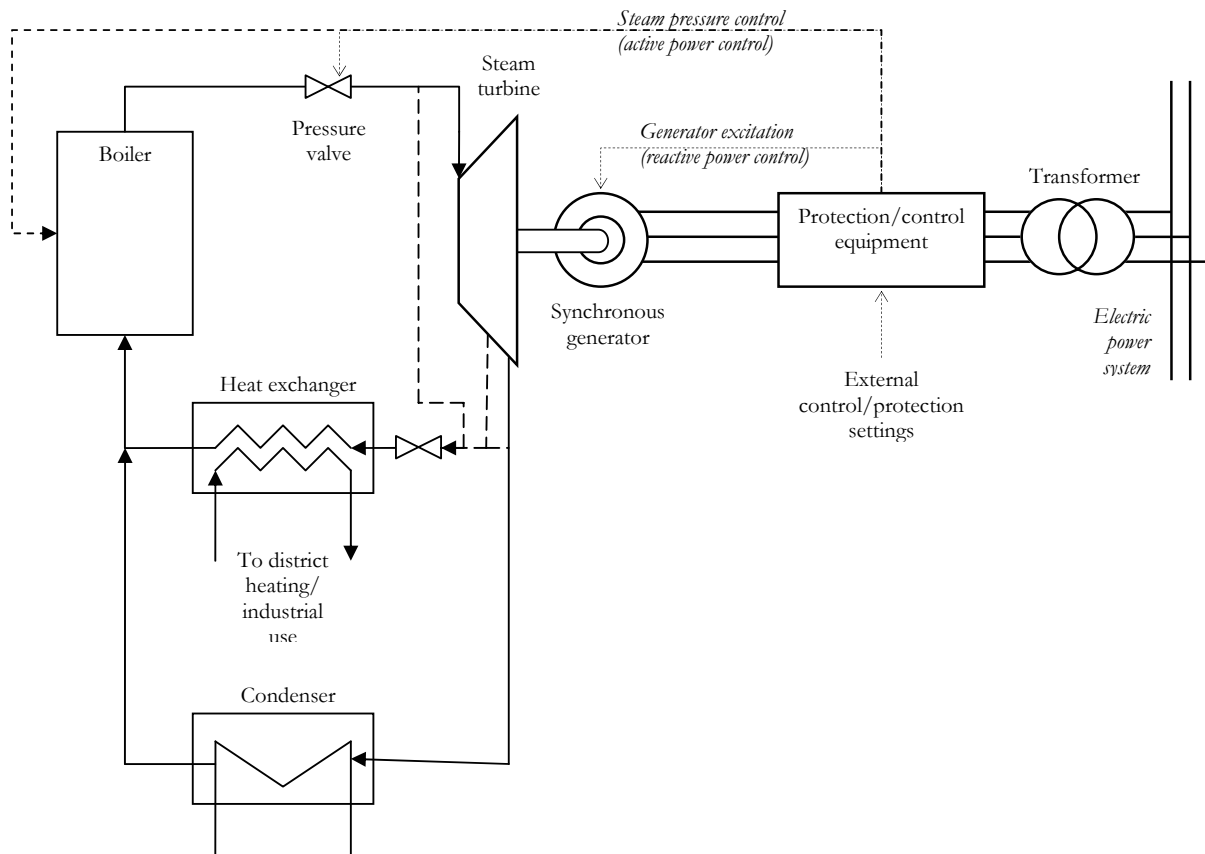 Steam pressure control
(active power control)
Steam
turbine
Pressure
valve
Boiler
Generator excitation
(reactive power control)
Transformer
Protection/control
equipment
Synchronous
generator
Electric
power
system
External
control/protection
settings
Heat exchanger
To district
heating/
industrial
use
Condenser